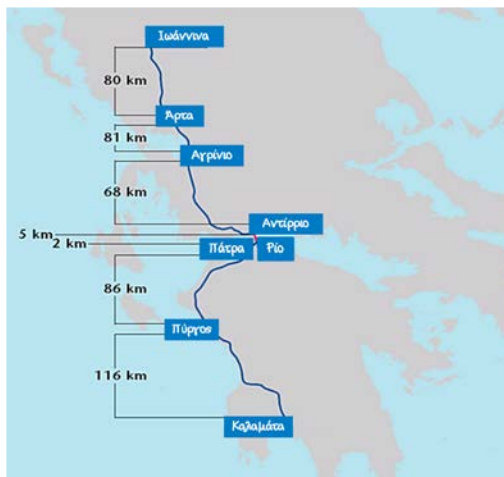 Ιωάννινα
80 km
Άρτα
81 km
Αγρίνιο
68 km
Αντίρριο
5 km
2 km
Πάτρα
Ρίο
86 km
Πύργος
116 km
Καλαμάτα